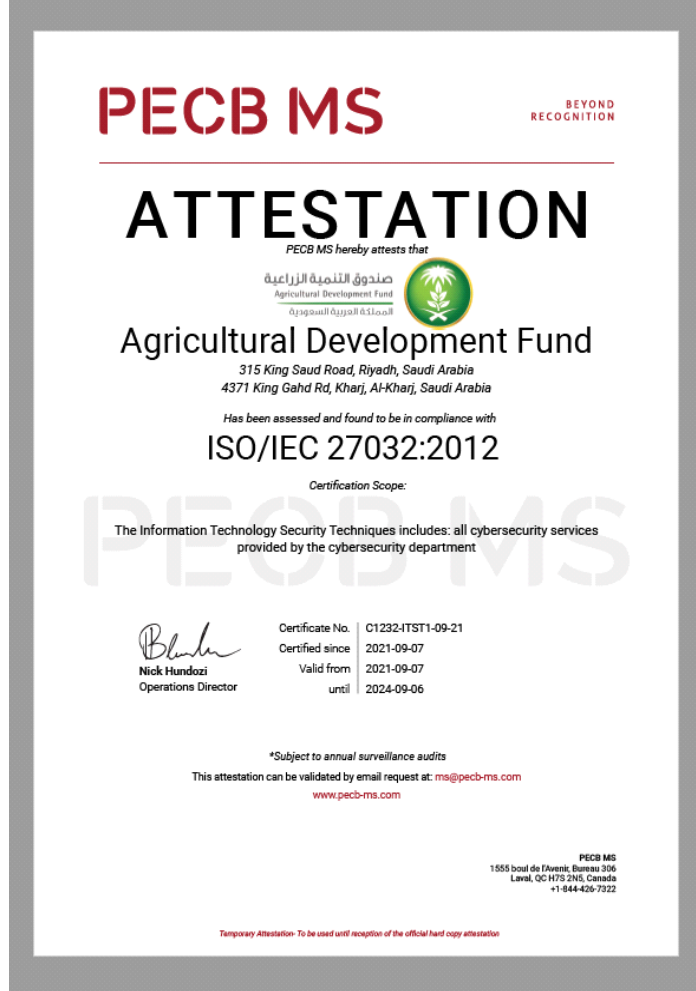 PECB MS
BEYOND
RECOGNITION
ATTESTATION
PECB MS hereby attests that
صندوق التنمية الزراعية
Agricultural Development Fund
المملكة العربية السعودية
Agricultural Development Fund
315 King Saud Road, Riyadh, Saudi Arabia
4371 King Gahd Rd, Kharj, Al-Kharj, Saudi Arabia
Has been assessed and found to be in compliance with
ISO/IEC 27032:2012
Certification Scope:
PECB MS
The Information Technology Security Techniques includes: all cybersecurity services
provided by the cybersecurity department
Nick Hundozi
Operations Director
Certificate No. C1232-ITST1-09-21
Certified since 2021-09-07
Valid from 2021-09-07
until 2024-09-06
*Subject to annual surveillance audits
This attestation can be validated by email request at: ms@pecb-ms.com
www.pecb-ms.com
PECB MS
1555 boul de l'Avenir, Bureau 306
Laval, QC H7S 2N5, Canada
+1-844-426-7322
Temporary Attestation- To be used until reception of the official hard copy attestation